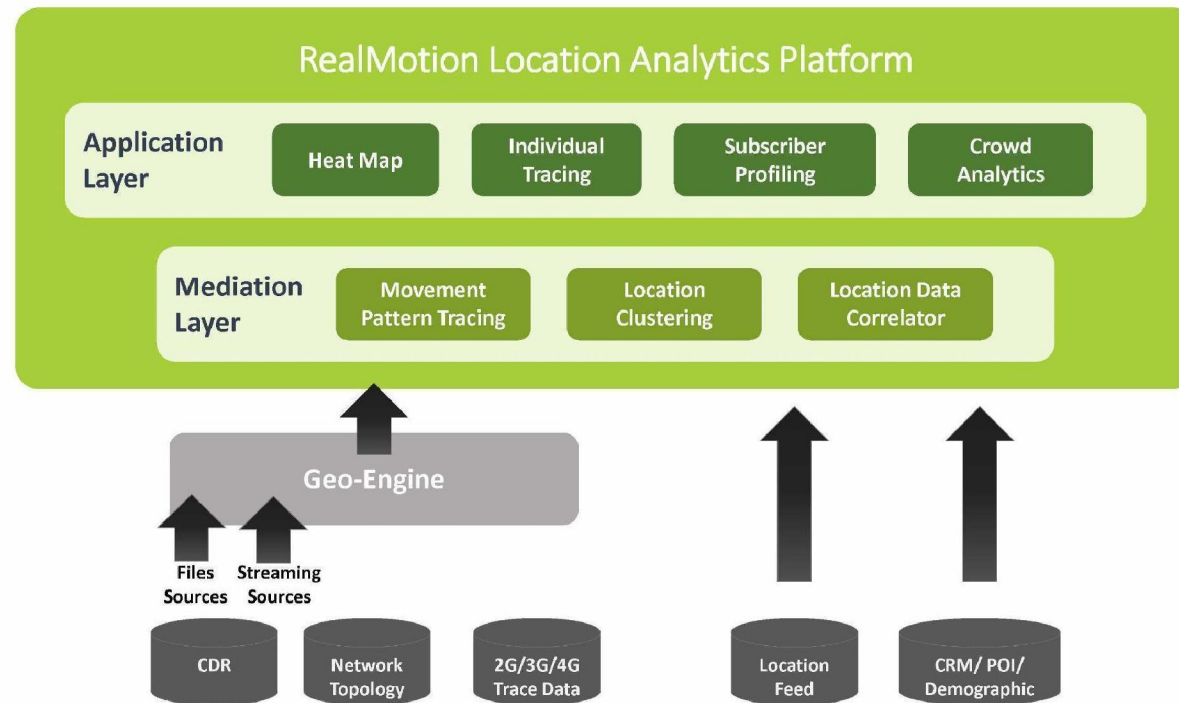 RealMotion Location Analytics Platform
Application
Layer
Heat Map
Individual
Tracing
Subscriber
Profiling
Crowd
Analytics
Mediation
Layer
Movement
Pattern Tracing
Location
Clustering
Location Data
Correlator
Geo-Engine
Files
Sources
Streaming
Sources
CDR
Network
Topology
2G/3G/4G
Trace Data
Location
Feed
CRM/ POI/
Demographic